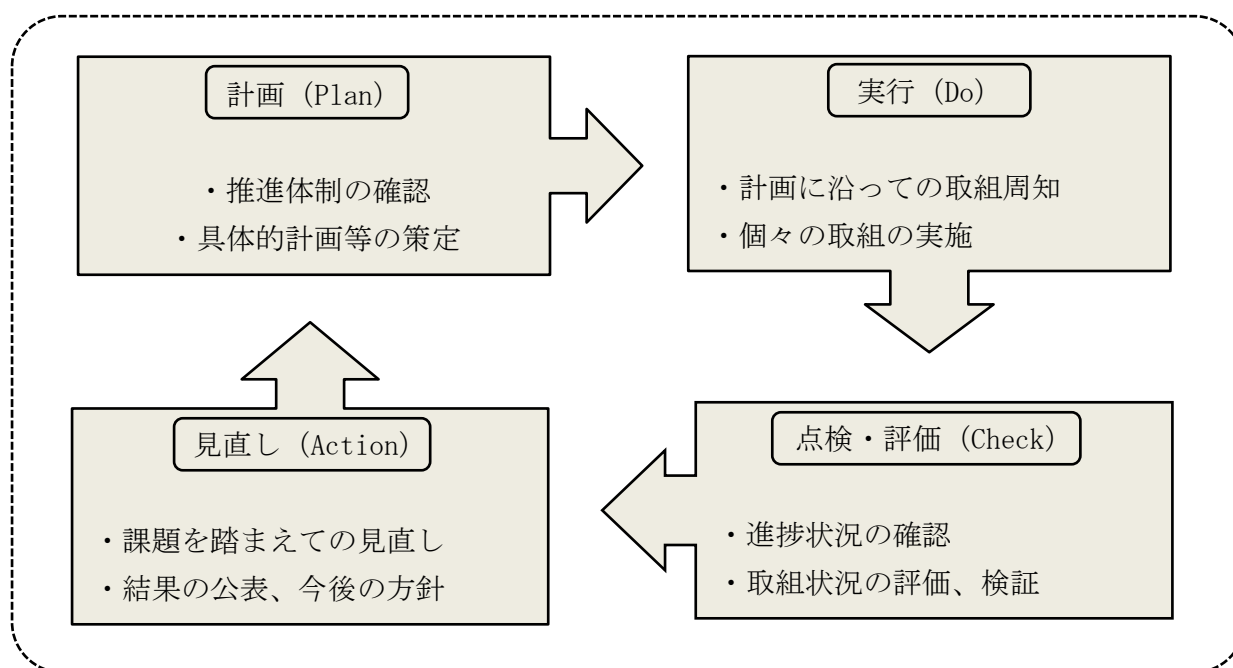 計画（Plan）
・推進体制の確認
・具体的計画等の策定
実行（Do）
・計画に沿っての取組周知
・個々の取組の実施
点検・評価（Check）
・進捗状況の確認
・取組状況の評価、検証
見直し（Action）
・課題を踏まえての見直し
・結果の公表、今後の方針